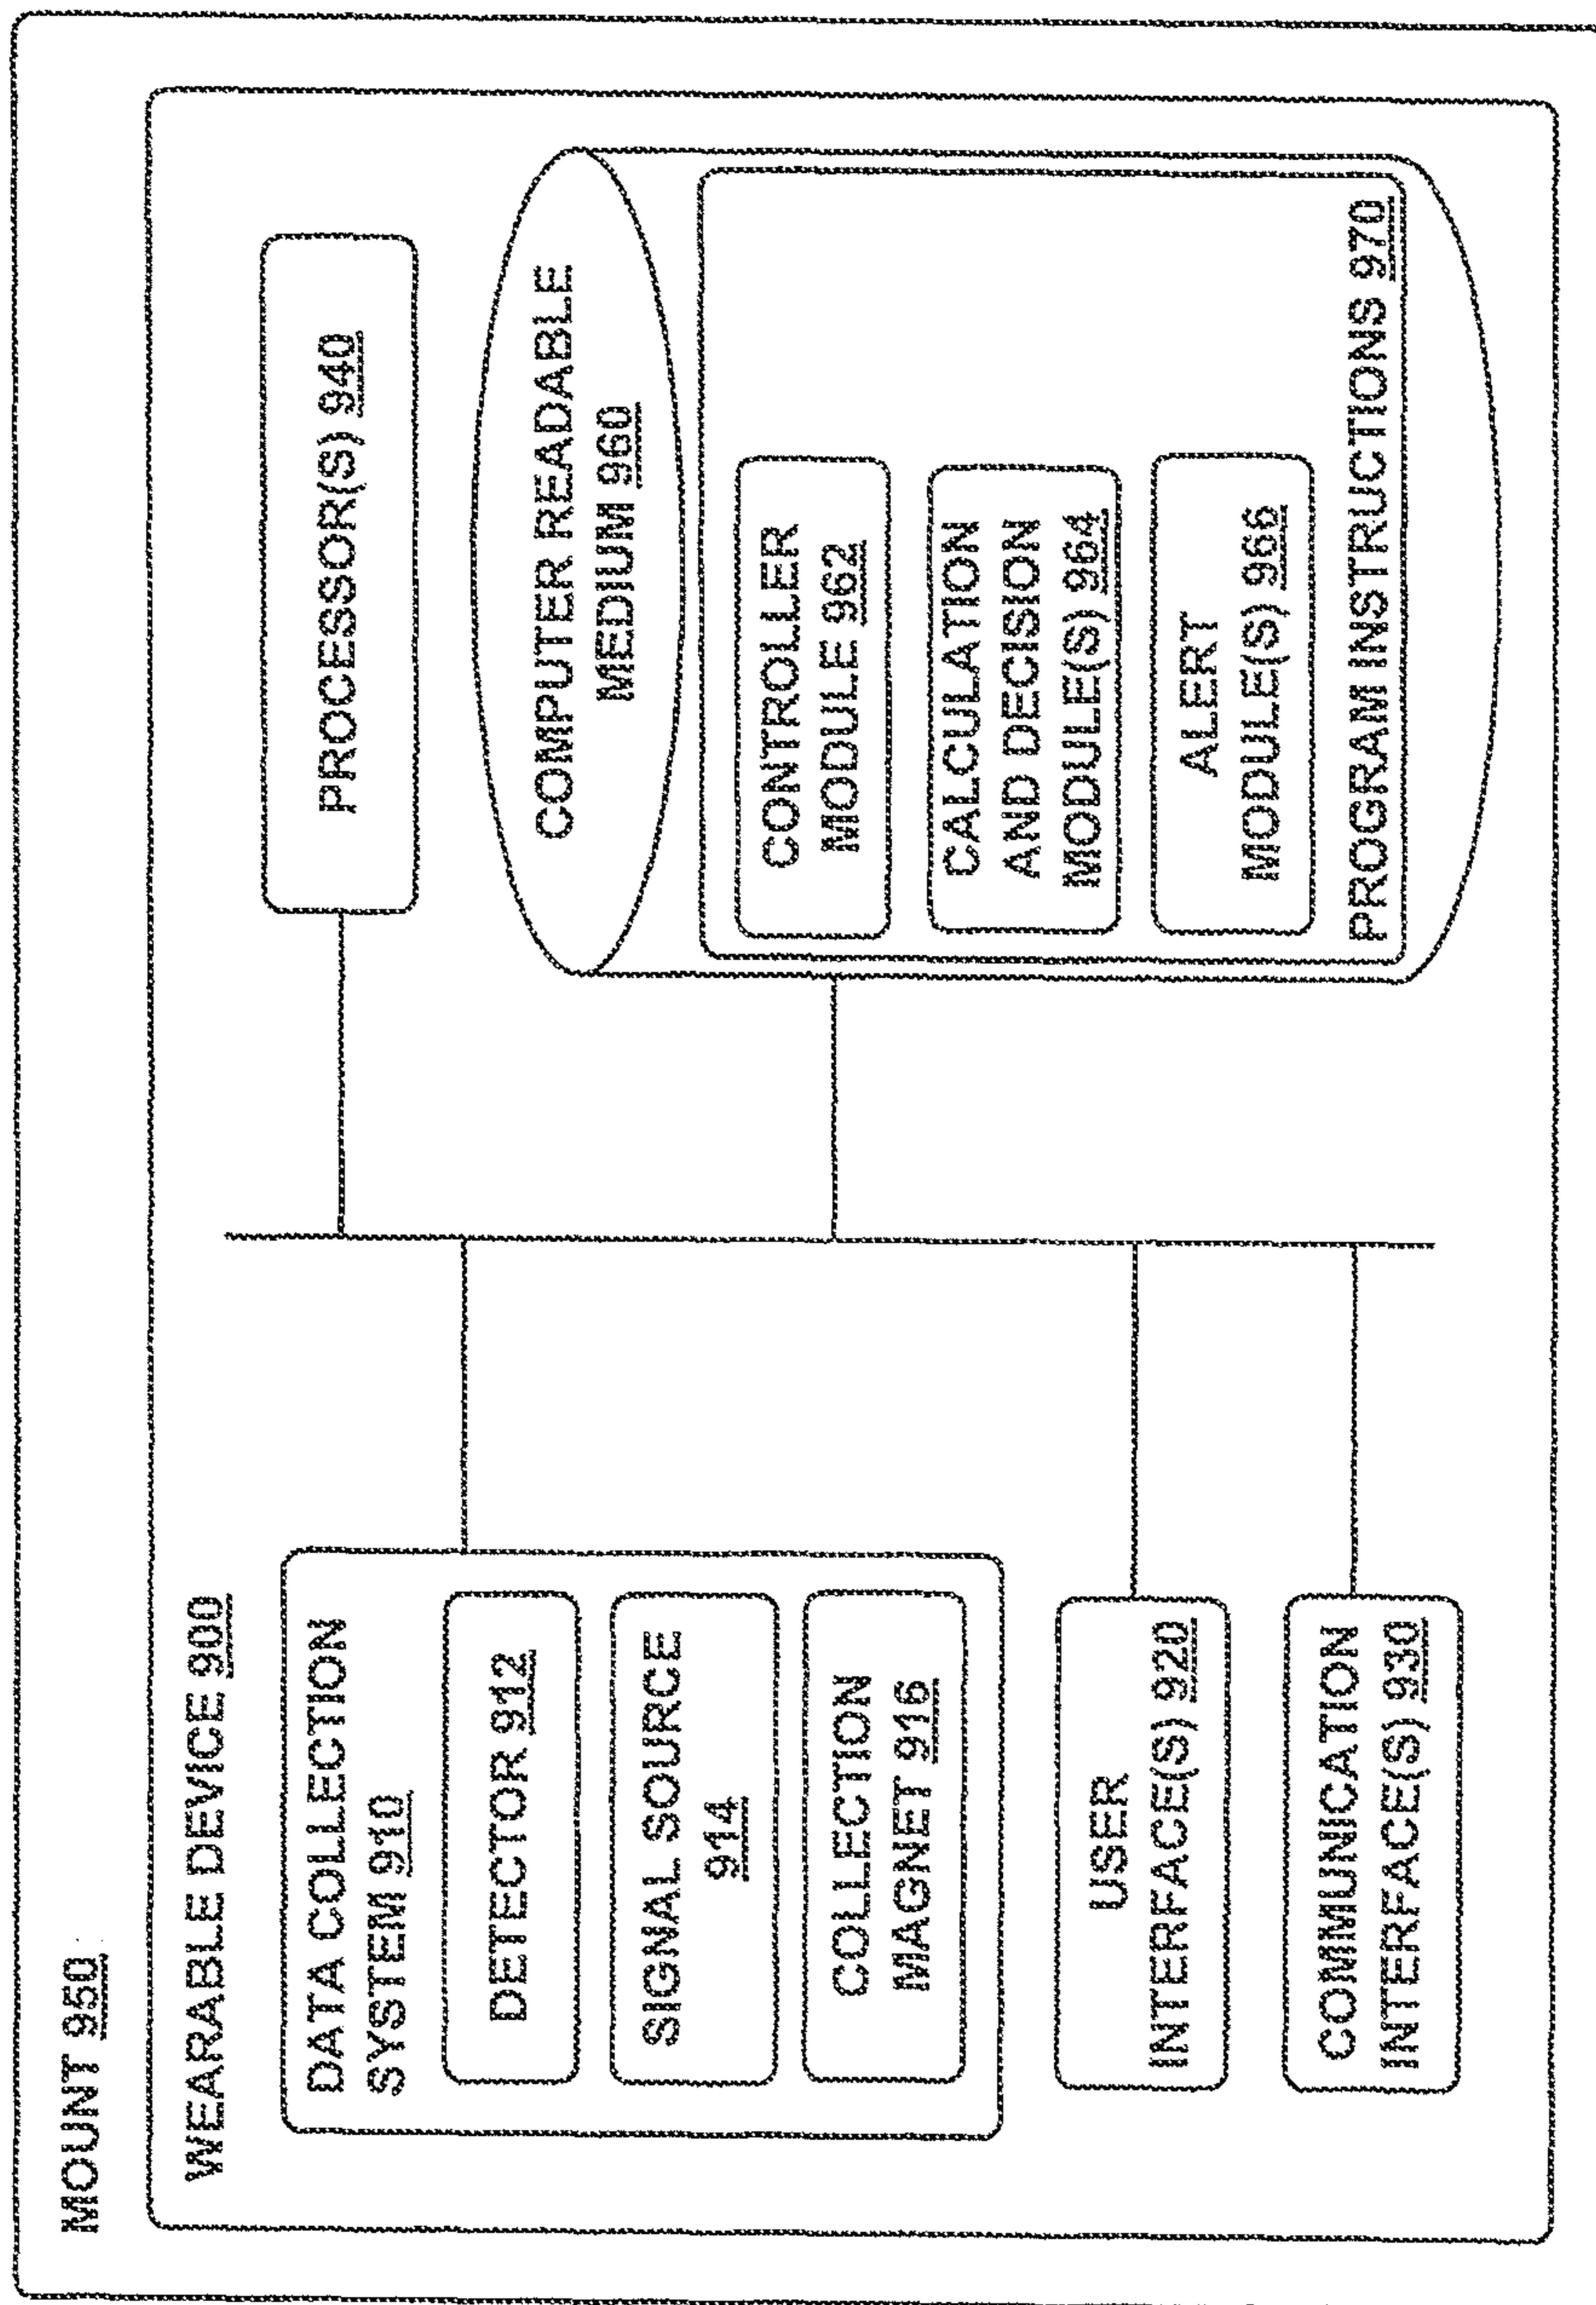 MOUNT 950
WEARABLE DEVICE 900
DATA COLLECTION
SYSTEM 910
DETECTOR 912
SIGNAL SOURCE
914
COLLECTION
MAGNET 916
USER
INTERFACE(S) 920
COMMUNICATION
INTERFACE(S) 930
PROCESSOR(S) 940
COMPUTER READABLE
MEDIUM 960
CONTROLLER
MODULE 962
CALCULATION
AND DECISION
MODULE(S) 964
ALERT
MODULE(S) 966
PROGRAM INSTRUCTIONS 970